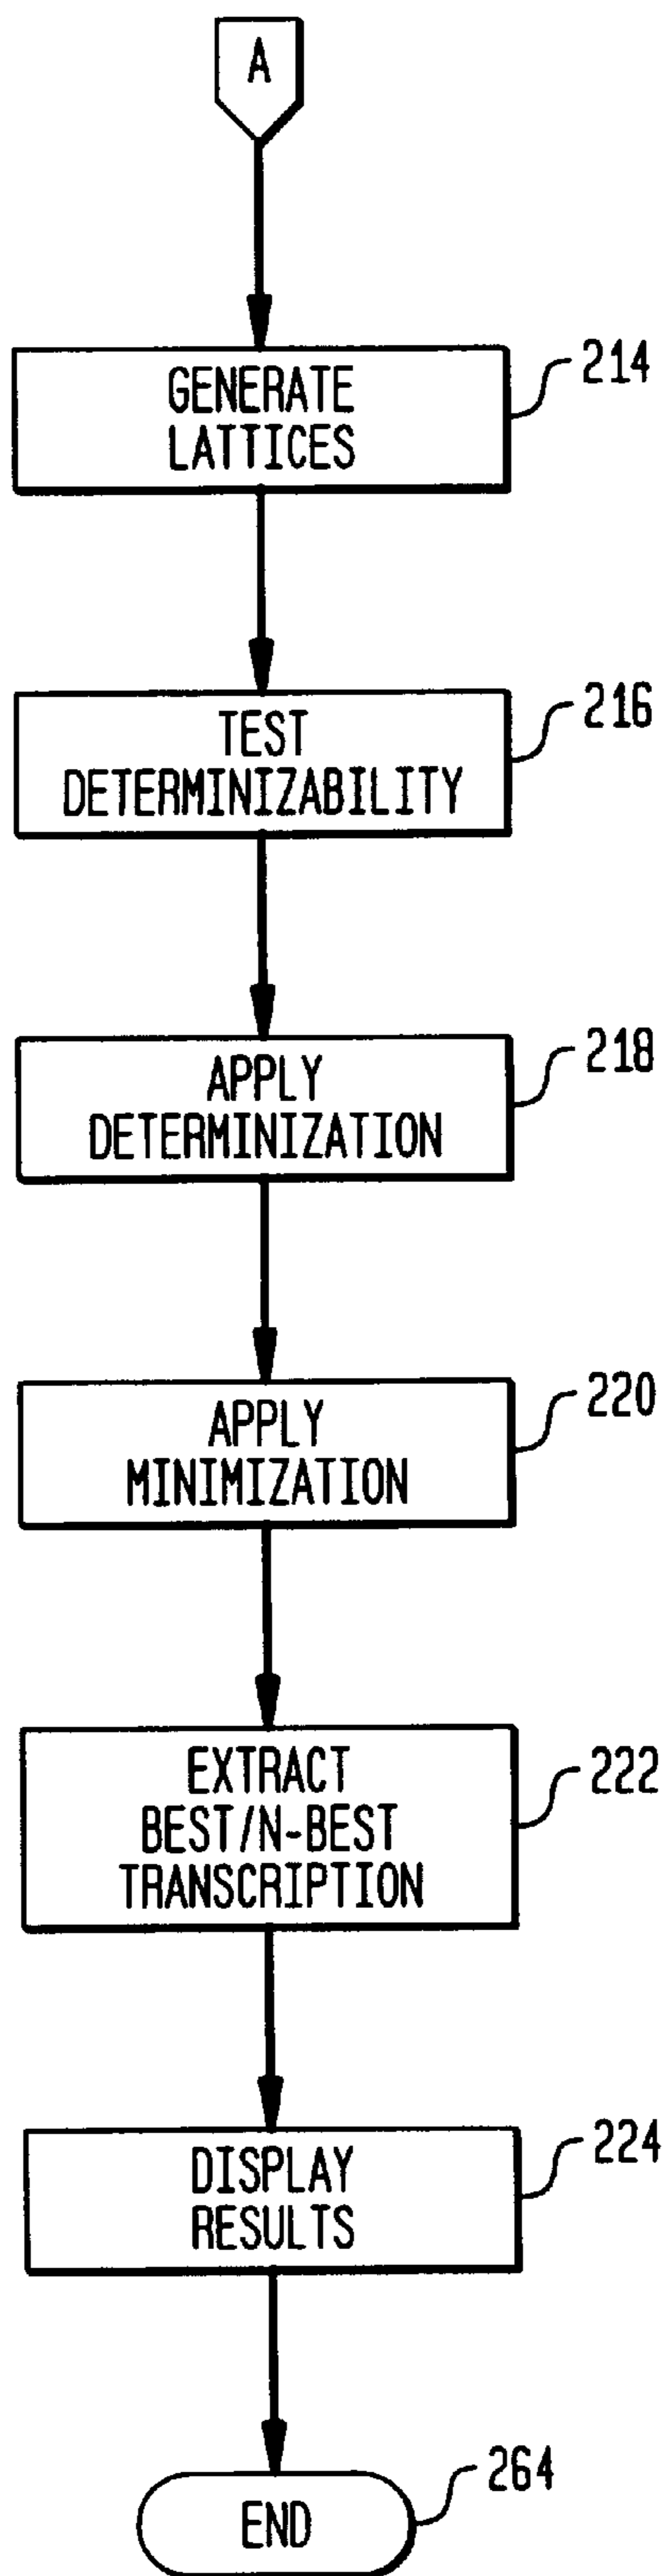 A
GENERATE
LATTICES
214
TEST
DETERMINIZABILITY
216
APPLY
DETERMINIZATION
218
APPLY
MINIMIZATION
220
EXTRACT
BEST/N-BEST
TRANSCRIPTION
222
DISPLAY
RESULTS
224
END
264